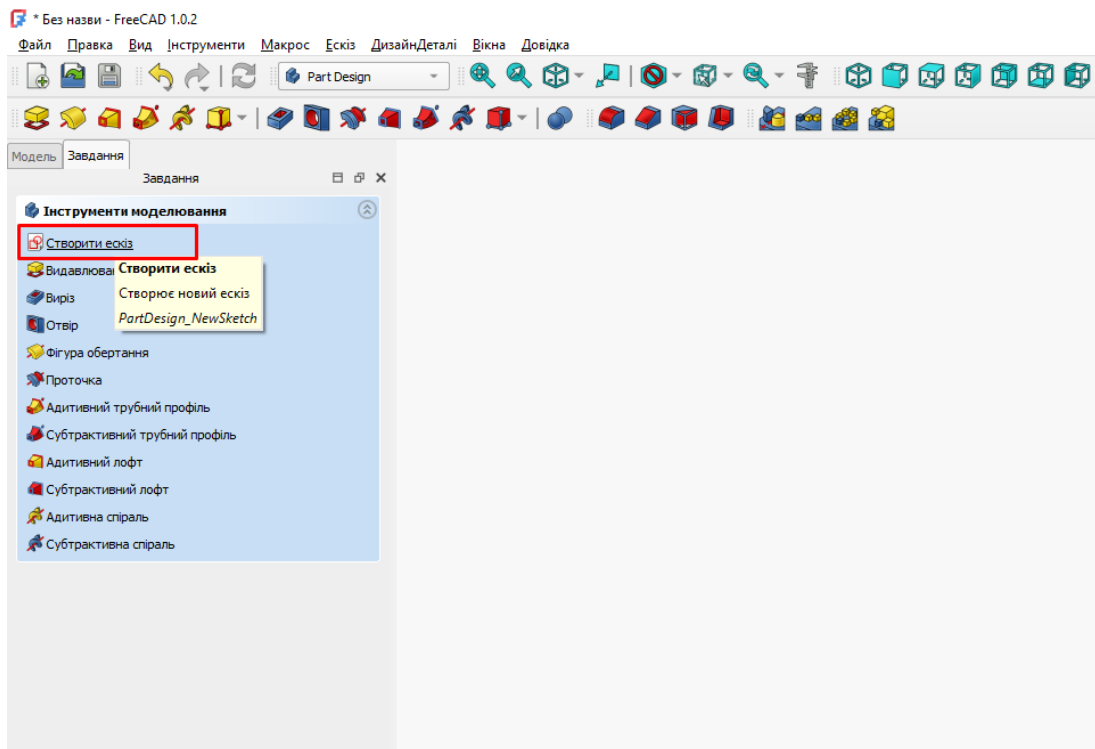 * Без назви - FreeCAD 1.0.2
Файл Правка Вид Інструменти Макрос Ескіз ДизайнДеталі Вікна Довідка
Part Design
Модель Завдання
Завдання
Інструменти моделювання
Створити ескіз
Видавлюва Створити ескіз
Створює новий ескіз
Виріз
PartDesign_NewSketch
Отвір
Фігура обертання
Проточка
Адитивний трубний профіль
Субтрактивний трубний профіль
Адитивний лофт
Субтрактивний лофт
Адитивна спіраль
Субтрактивна спіраль